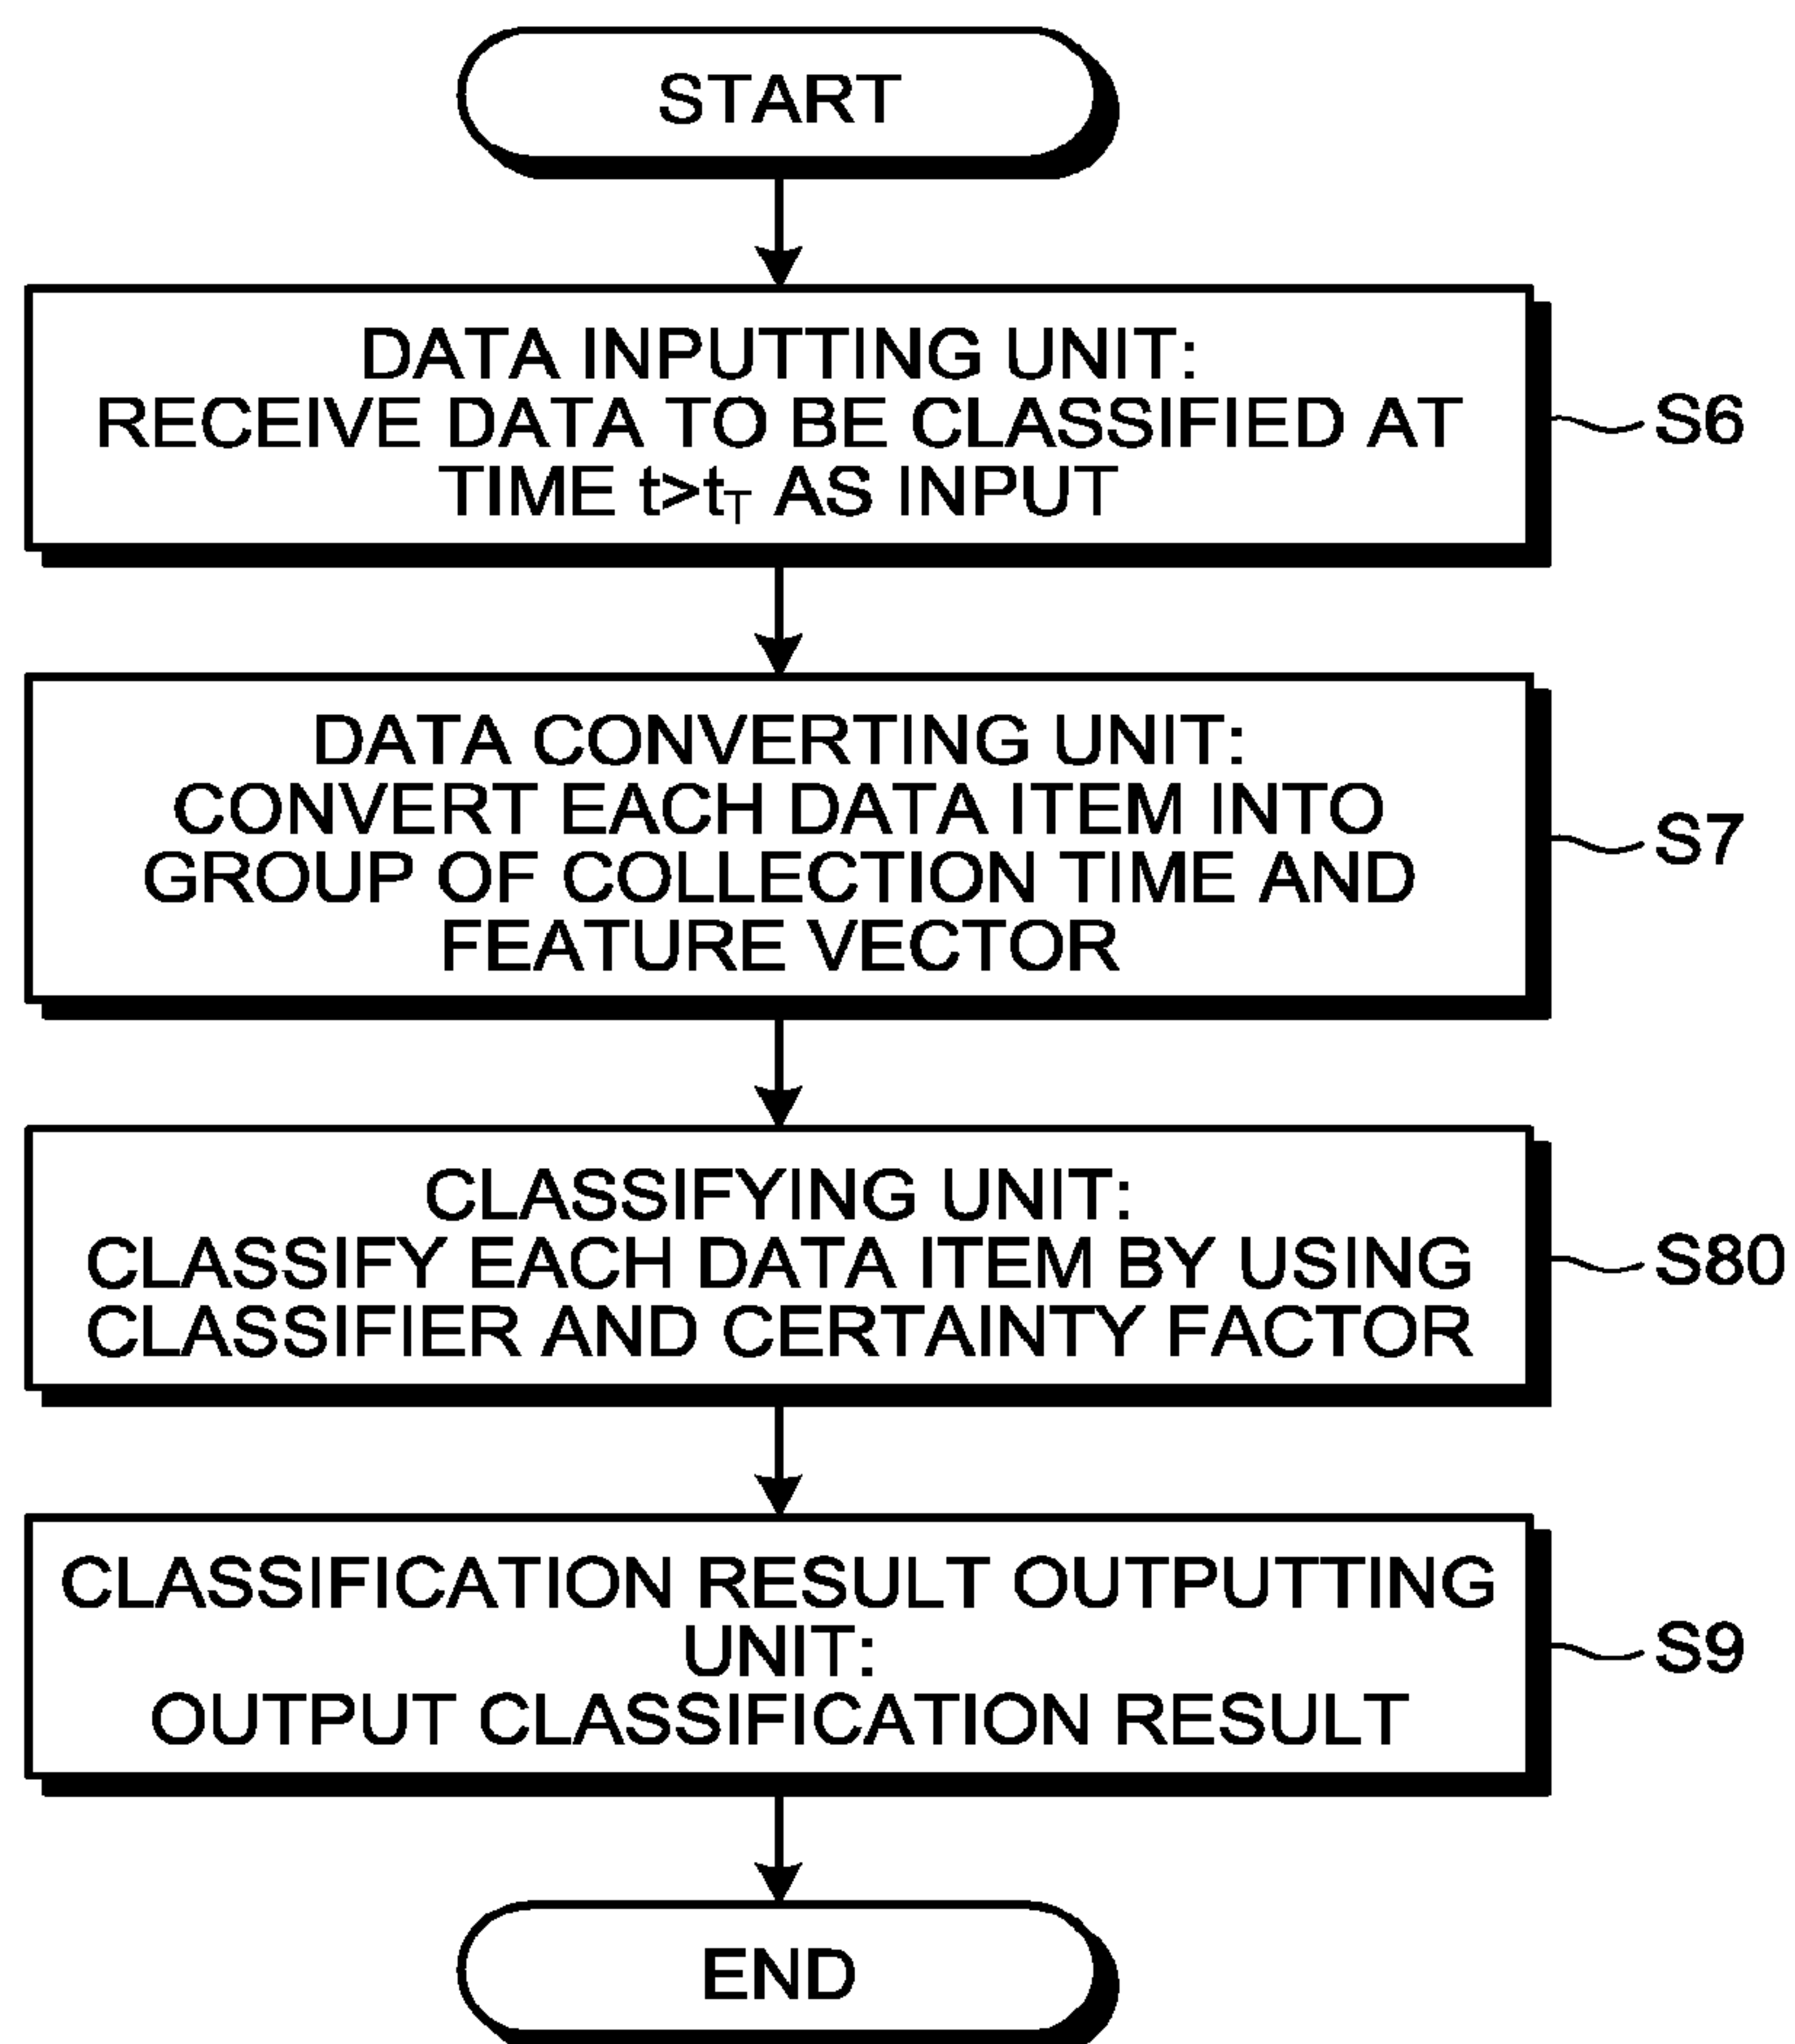 START
DATA INPUTTING UNIT:
RECEIVE DATA TO BE CLASSIFIED AT
TIME t>tT AS INPUT
S6
DATA CONVERTING UNIT:
CONVERT EACH DATA ITEM INTO
GROUP OF COLLECTION TIME AND
FEATURE VECTOR
S7
CLASSIFYING UNIT:
CLASSIFY EACH DATA ITEM BY USING
CLASSIFIER AND CERTAINTY FACTOR
S80
CLASSIFICATION RESULT OUTPUTTING
UNIT:
OUTPUT CLASSIFICATION RESULT
S9
END